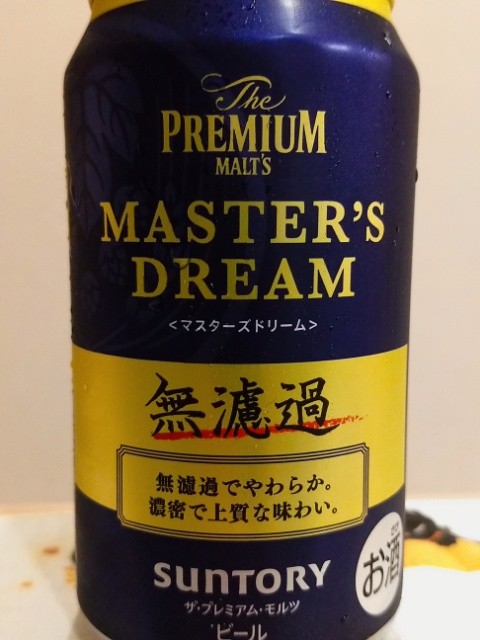 The
PREMIUM
MALT'S
MASTER'S
DREAM
<マスターズドリーム>
無濾過
無濾過でやわらか。
濃密で上質な味わい。
SUNTORY
お酒
ザ・プレミアム・モルツ
ビール